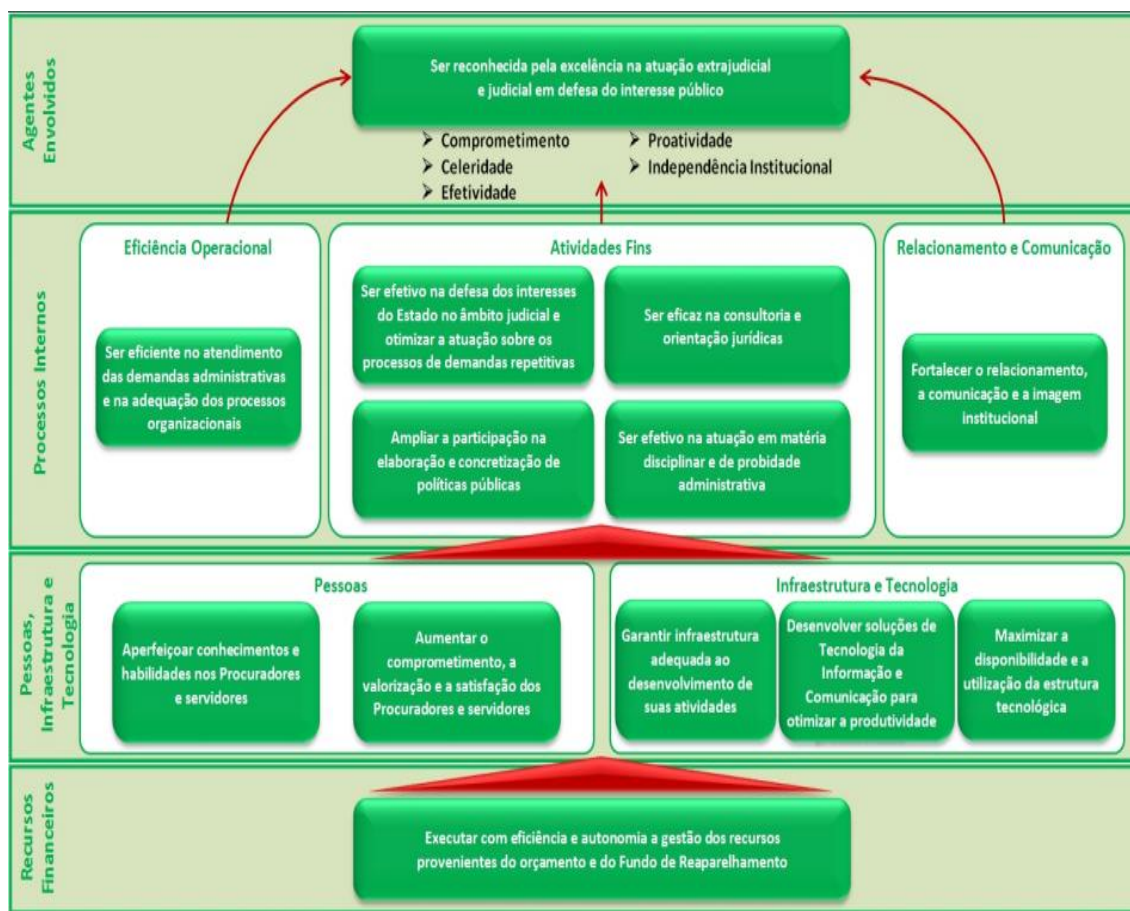 Agentes
Envolvidos
Ser reconhecida pela excelência na atuação extrajudicial
e judicial em defesa do interesse público
➢ Comprometimento
➢ Celeridade
➢ Efetividade
➢ Proatividade
➢ Independência Institucional
Processos Internos
Eficiência Operacional
Ser eficiente no atendimento
das demandas administrativas
e na adequação dos processos
organizacionais
Atividades Fins
Ser efetivo na defesa dos interesses
do Estado no âmbito judicial e
otimizar a atuação sobre os
processos de demandas repetitivas
Ser eficaz na consultoria e
orientação jurídicas
Ampliar a participação na
elaboração e concretização de
políticas públicas
Ser efetivo na atuação em matéria
disciplinar e de probidade
administrativa
Relacionamento e Comunicação
Fortalecer o relacionamento,
a comunicação e a imagem
institucional
Pessoas,
Infraestrutura e
Tecnologia
Pessoas
Aperfeiçoar conhecimentos e
habilidades nos Procuradores
e servidores
Aumentar o
comprometimento, a
valorização e a satisfação dos
Procuradores e servidores
Infraestrutura e Tecnologia
Garantir infraestrutura
adequada ao
desenvolvimento de
suas atividades
Desenvolver soluções de
Tecnologia da
Informação e
Comunicação para
otimizar a produtividade
Maximizar a
disponibilidade e a
utilização da estrutura
tecnológica
Recursos
Financeiros
Executar com eficiência e autonomia a gestão dos recursos
provenientes do orçamento e do Fundo de Reaparelhamento